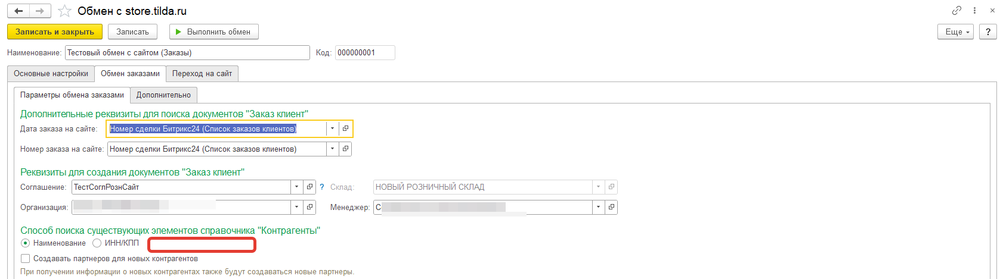 Обмен с store.tilda.ru
Записать и закрыть Записать Выполнить обмен Еще ?
Наименование: Тестовый обмен с сайтом (Заказы) Код: 000000001
Основные настройки Обмен заказами Переход на сайт
Параметры обмена заказами Дополнительно
Дополнительные реквизиты для поиска документов "Заказ клиент"
Дата заказа на сайте: Номер сделки Битрикс24 (Список заказов клиентов)
Номер заказа на сайте: Номер сделки Битрикс24 (Список заказов клиентов)
Реквизиты для создания документов "Заказ клиент"
Соглашение: ТестСоглРознСайт ? Склад: НОВЫЙ РОЗНИЧНЫЙ СКЛАД
Организация: Менеджер: С
Способ поиска существующих элементов справочника "Контрагенты"
Наименование ИНН/КПП
Создавать партнеров для новых контрагентов
При получении информации о новых контрагентах также будут создаваться новые партнеры.